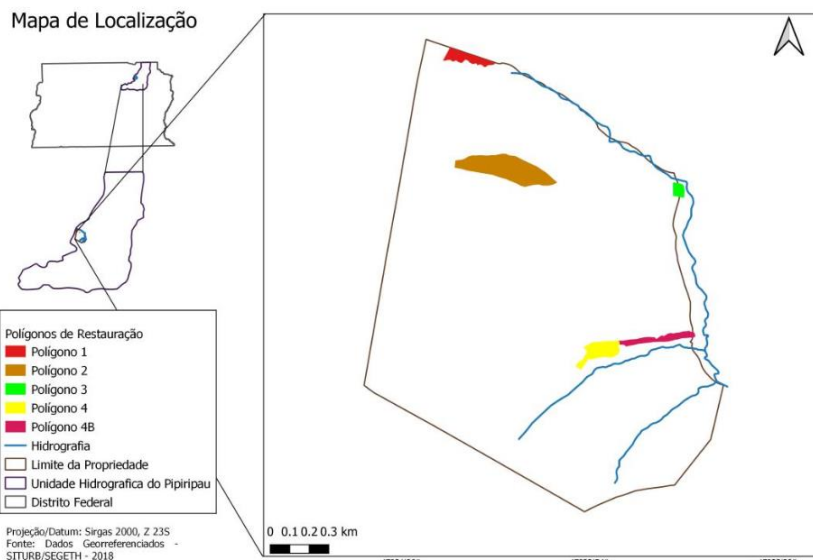 Mapa de Localização
Polígonos de Restauração
Polígono 1
Polígono 2
Polígono 3
Polígono 4
Polígono 4B
Hidrografia
Limite da Propriedade
Unidade Hidrografica do Pipiripau
Distrito Federal
Projeção/Datum: Sirgas 2000, Z 23S
Fonte: Dados Georreferenciados -
SITURB/SEGETH - 2018
0 0.1 0.2 0.3 km